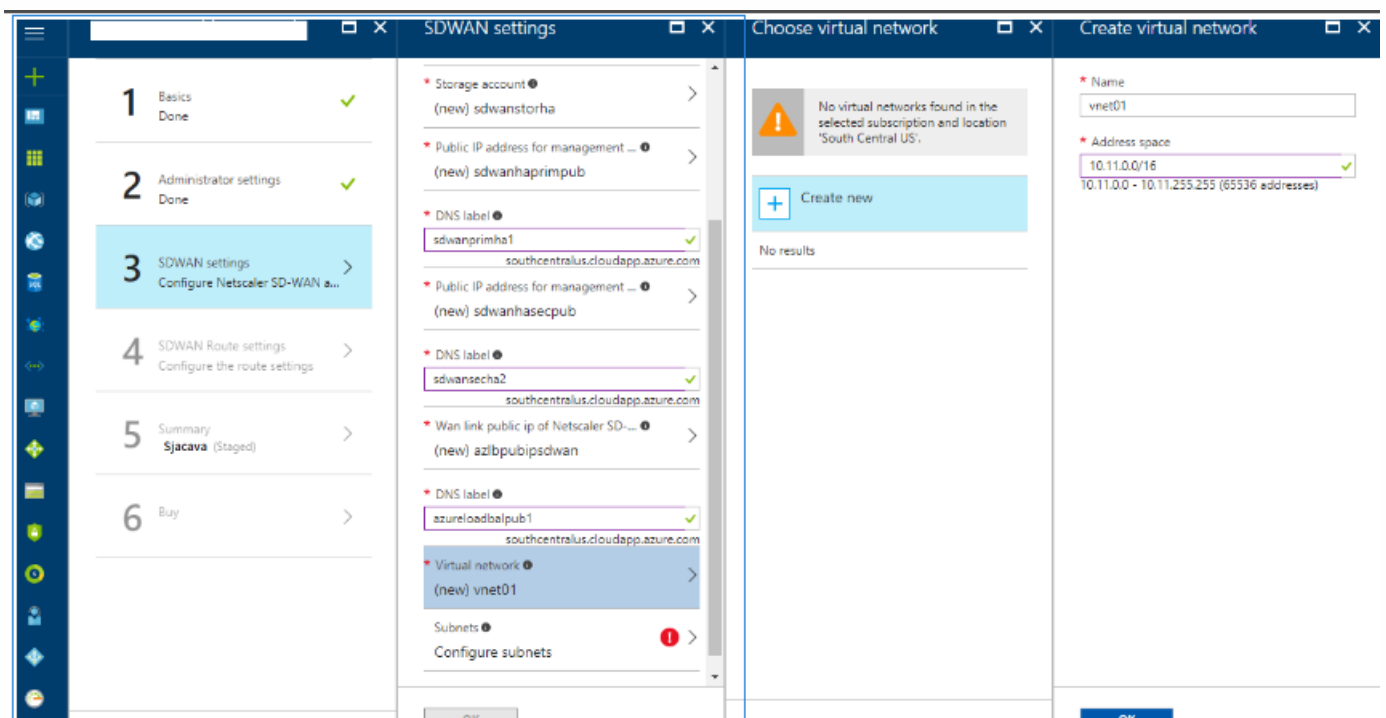 SDWAN settings
Choose virtual network
Create virtual network
1
Basics
Done
2
Administrator settings
Done
3
SDWAN settings
Configure Netscaler SD-WAN a...
4
SDWAN Route settings
Configure the route settings
5
Summary
Sjacava (Staged)
6
Buy
* Storage account
(new) sdwanstorha
* Public IP address for management ...
(new) sdwanhaprimpub
* DNS label
sdwanprimha1
southcentralus.cloudapp.azure.com
* Public IP address for management ...
(new) sdwanhasecpub
* DNS label
sdwansecha2
southcentralus.cloudapp.azure.com
* Wan link public ip of Netscaler SD-...
(new) azlbpubipsdwan
* DNS label
azureloadbalpub1
southcentralus.cloudapp.azure.com
* Virtual network
(new) vnet01
Subnets
Configure subnets
OK
No virtual networks found in the
selected subscription and location
'South Central US'.
Create new
No results
* Name
vnet01
* Address space
10.11.0.0/16
10.11.0.0 - 10.11.255.255 (65536 addresses)
OK